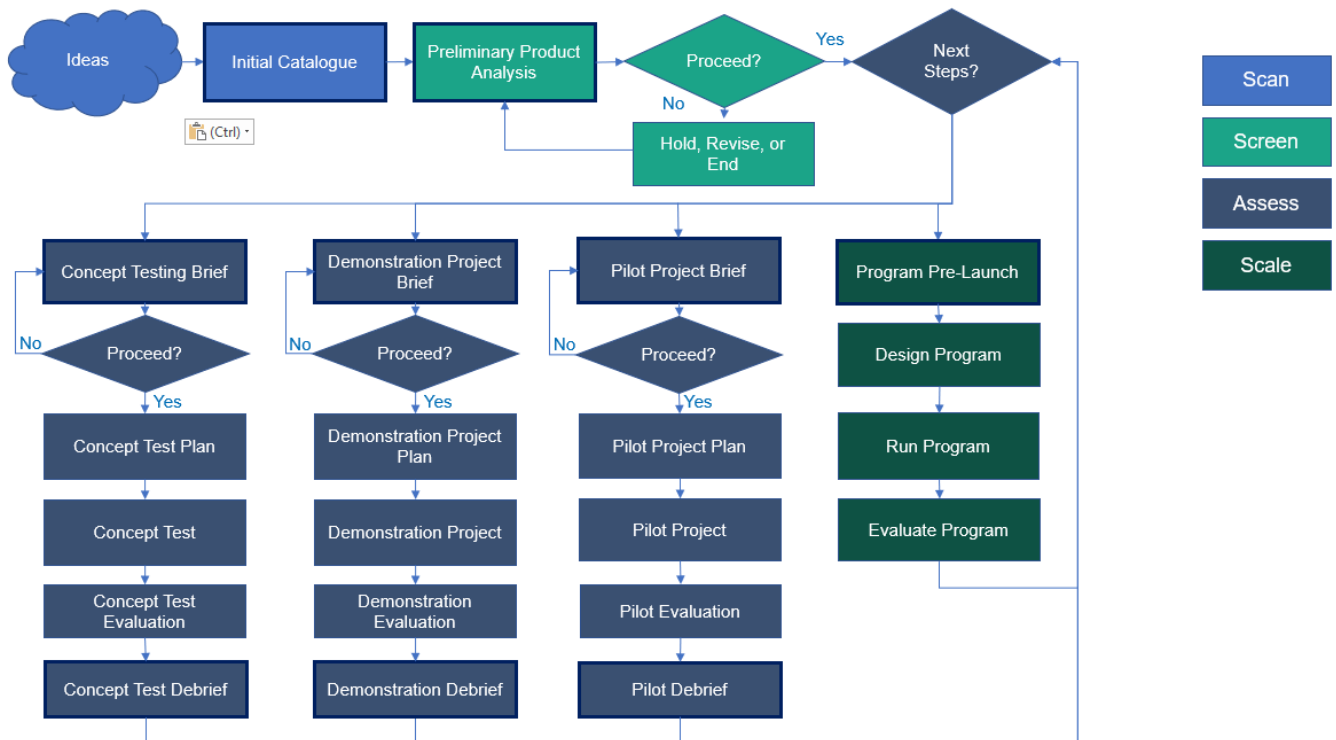 Ideas
Initial Catalogue
Preliminary Product
Analysis
Proceed?
Yes
Next
Steps?
No
Hold, Revise, or
End
(Ctrl)
Scan
Screen
Assess
Scale
Concept Testing Brief
Demonstration Project
Brief
Pilot Project Brief
Program Pre-Launch
No
Proceed?
No
Proceed?
No
Proceed?
Design Program
Yes
Yes
Yes
Concept Test Plan
Demonstration Project
Plan
Pilot Project Plan
Run Program
Concept Test
Demonstration Project
Pilot Project
Evaluate Program
Concept Test
Evaluation
Demonstration
Evaluation
Pilot Evaluation
Concept Test Debrief
Demonstration Debrief
Pilot Debrief